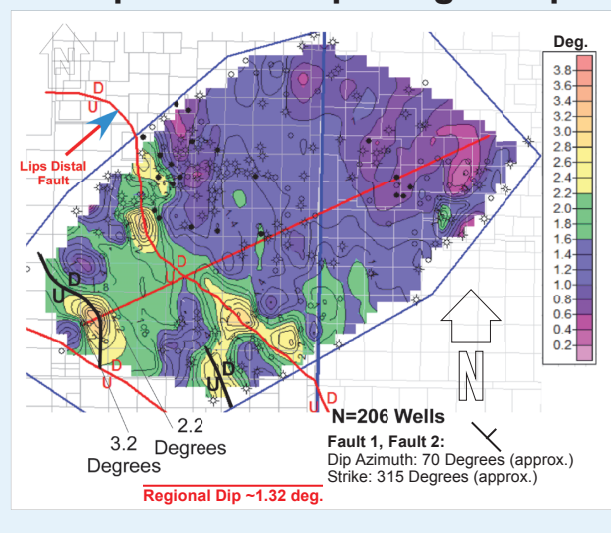 Deg.
3.8
3.6
3.4
3.2
3.0
2.8
2.6
2.4
2.2
2.0
1.8
1.6
1.4
1.2
1.0
0.8
0.6
0.4
0.2
N
D
U
Lips Distal
Fault
D
U
D
U
D
U
D
U
D
U
N
3.2
Degrees
2.2
Degrees
N=206 Wells
Fault 1, Fault 2:
Dip Azimuth: 70 Degrees (approx.)
Strike: 315 Degrees (approx.)
Regional Dip ~1.32 deg.